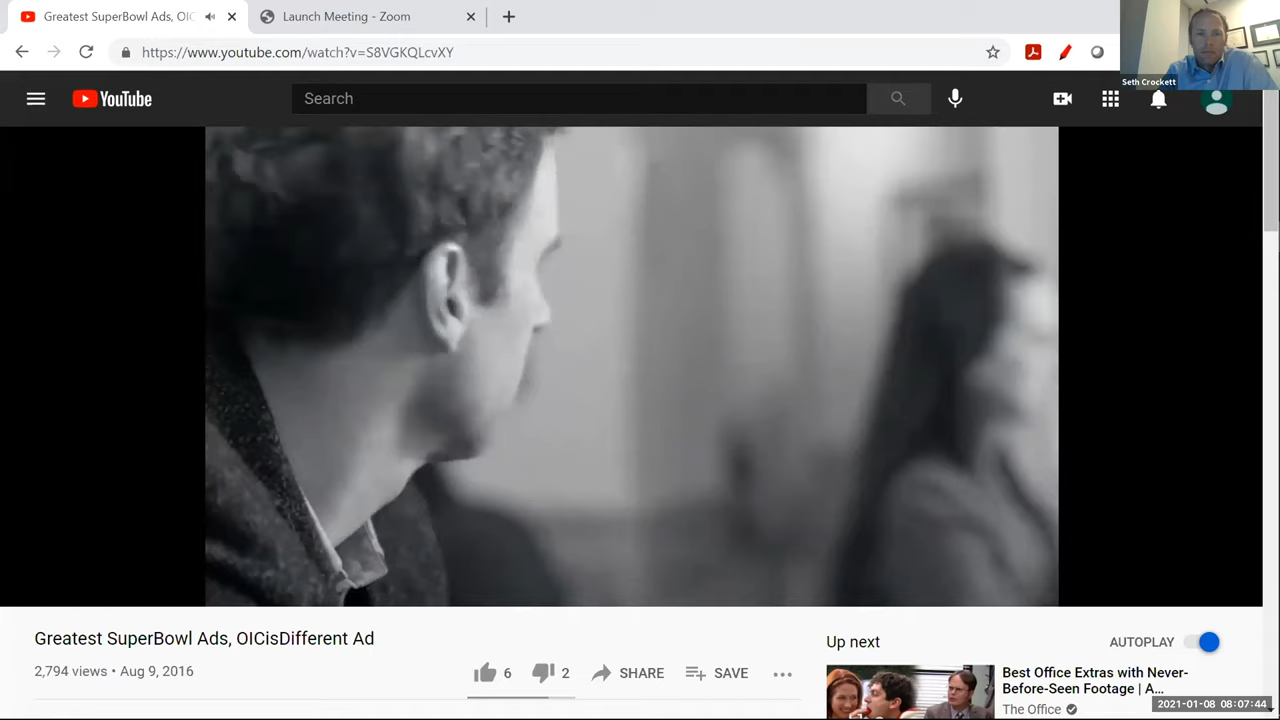 Greatest SuperBowl Ads, OIC
Launch Meeting - Zoom
https://www.youtube.com/watch?v=S8VGKQLcvXY
Seth Crockett
YouTube
Search
Greatest SuperBowl Ads, OICisDifferent Ad
2,794 views • Aug 9, 2016
6
2
SHARE
SAVE
Up next
AUTOPLAY
Best Office Extras with Never-
Before-Seen Footage | A...
The Office
2021-01-08 08:07:44